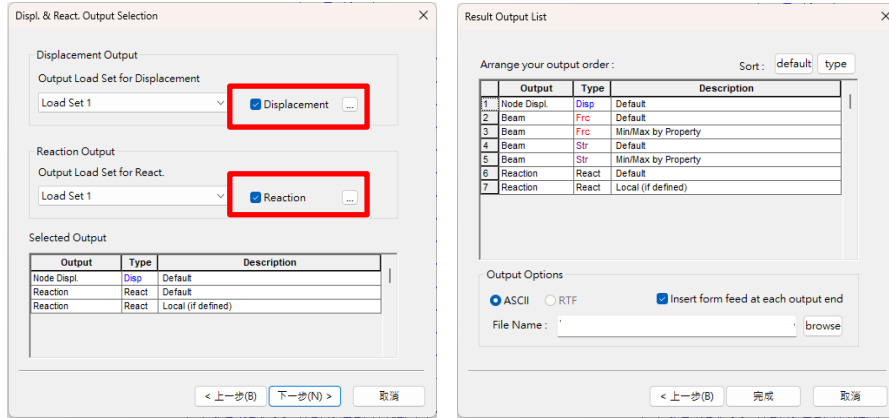 Displ. & React. Output Selection
Displacement Output
Output Load Set for Displacement
Load Set 1
Displacement
...
Reaction Output
Output Load Set for React.
Load Set 1
Reaction
...
Selected Output
Output Type Description
Node Displ. Disp Default
Reaction React Default
Reaction React Local (if defined)
< 上一步(B) 下一步(N) > 取消
Result Output List
Arrange your output order : Sort : default type
Output Type Description
1 Node Displ. Disp Default
2 Beam Frc Default
3 Beam Frc Min/Max by Property
4 Beam Str Default
5 Beam Str Min/Max by Property
6 Reaction React Default
7 Reaction React Local (if defined)
Output Options
ASCII RTF Insert form feed at each output end
File Name : browse
< 上一步(B) 完成 取消